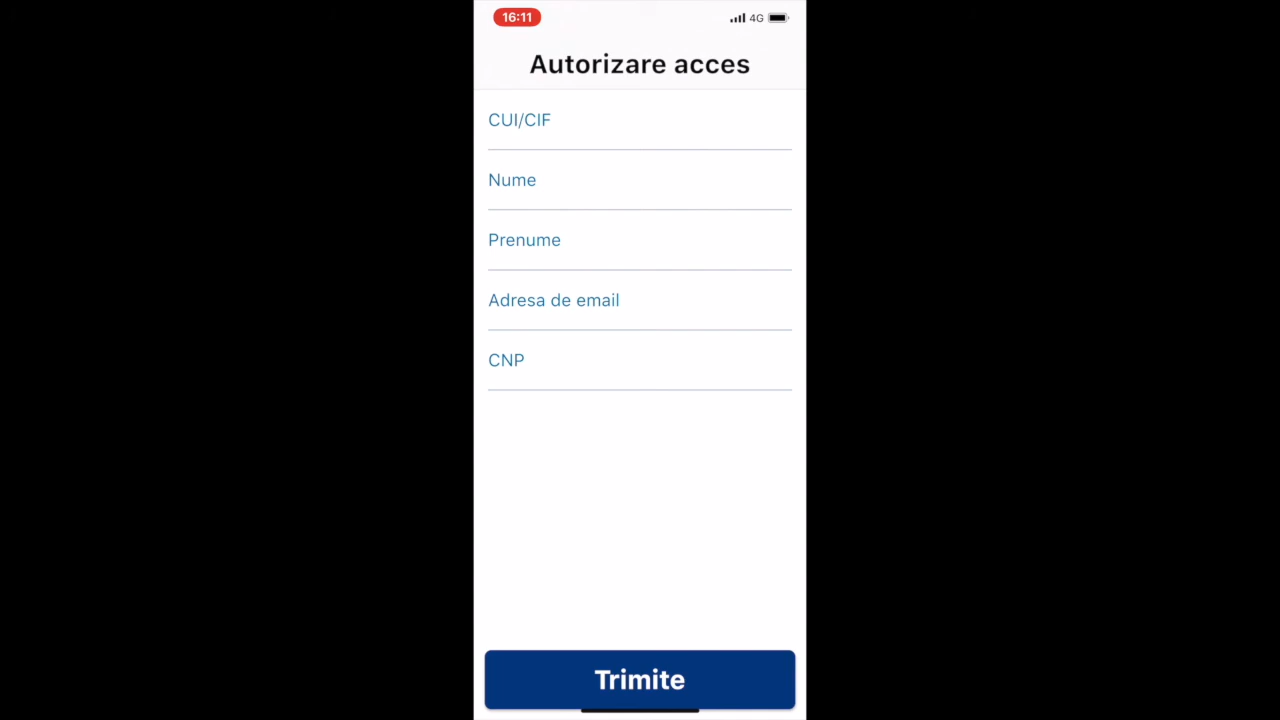 16:11
4G
Autorizare acces
CUI/CIF
Nume
Prenume
Adresa de email
CNP
Trimite